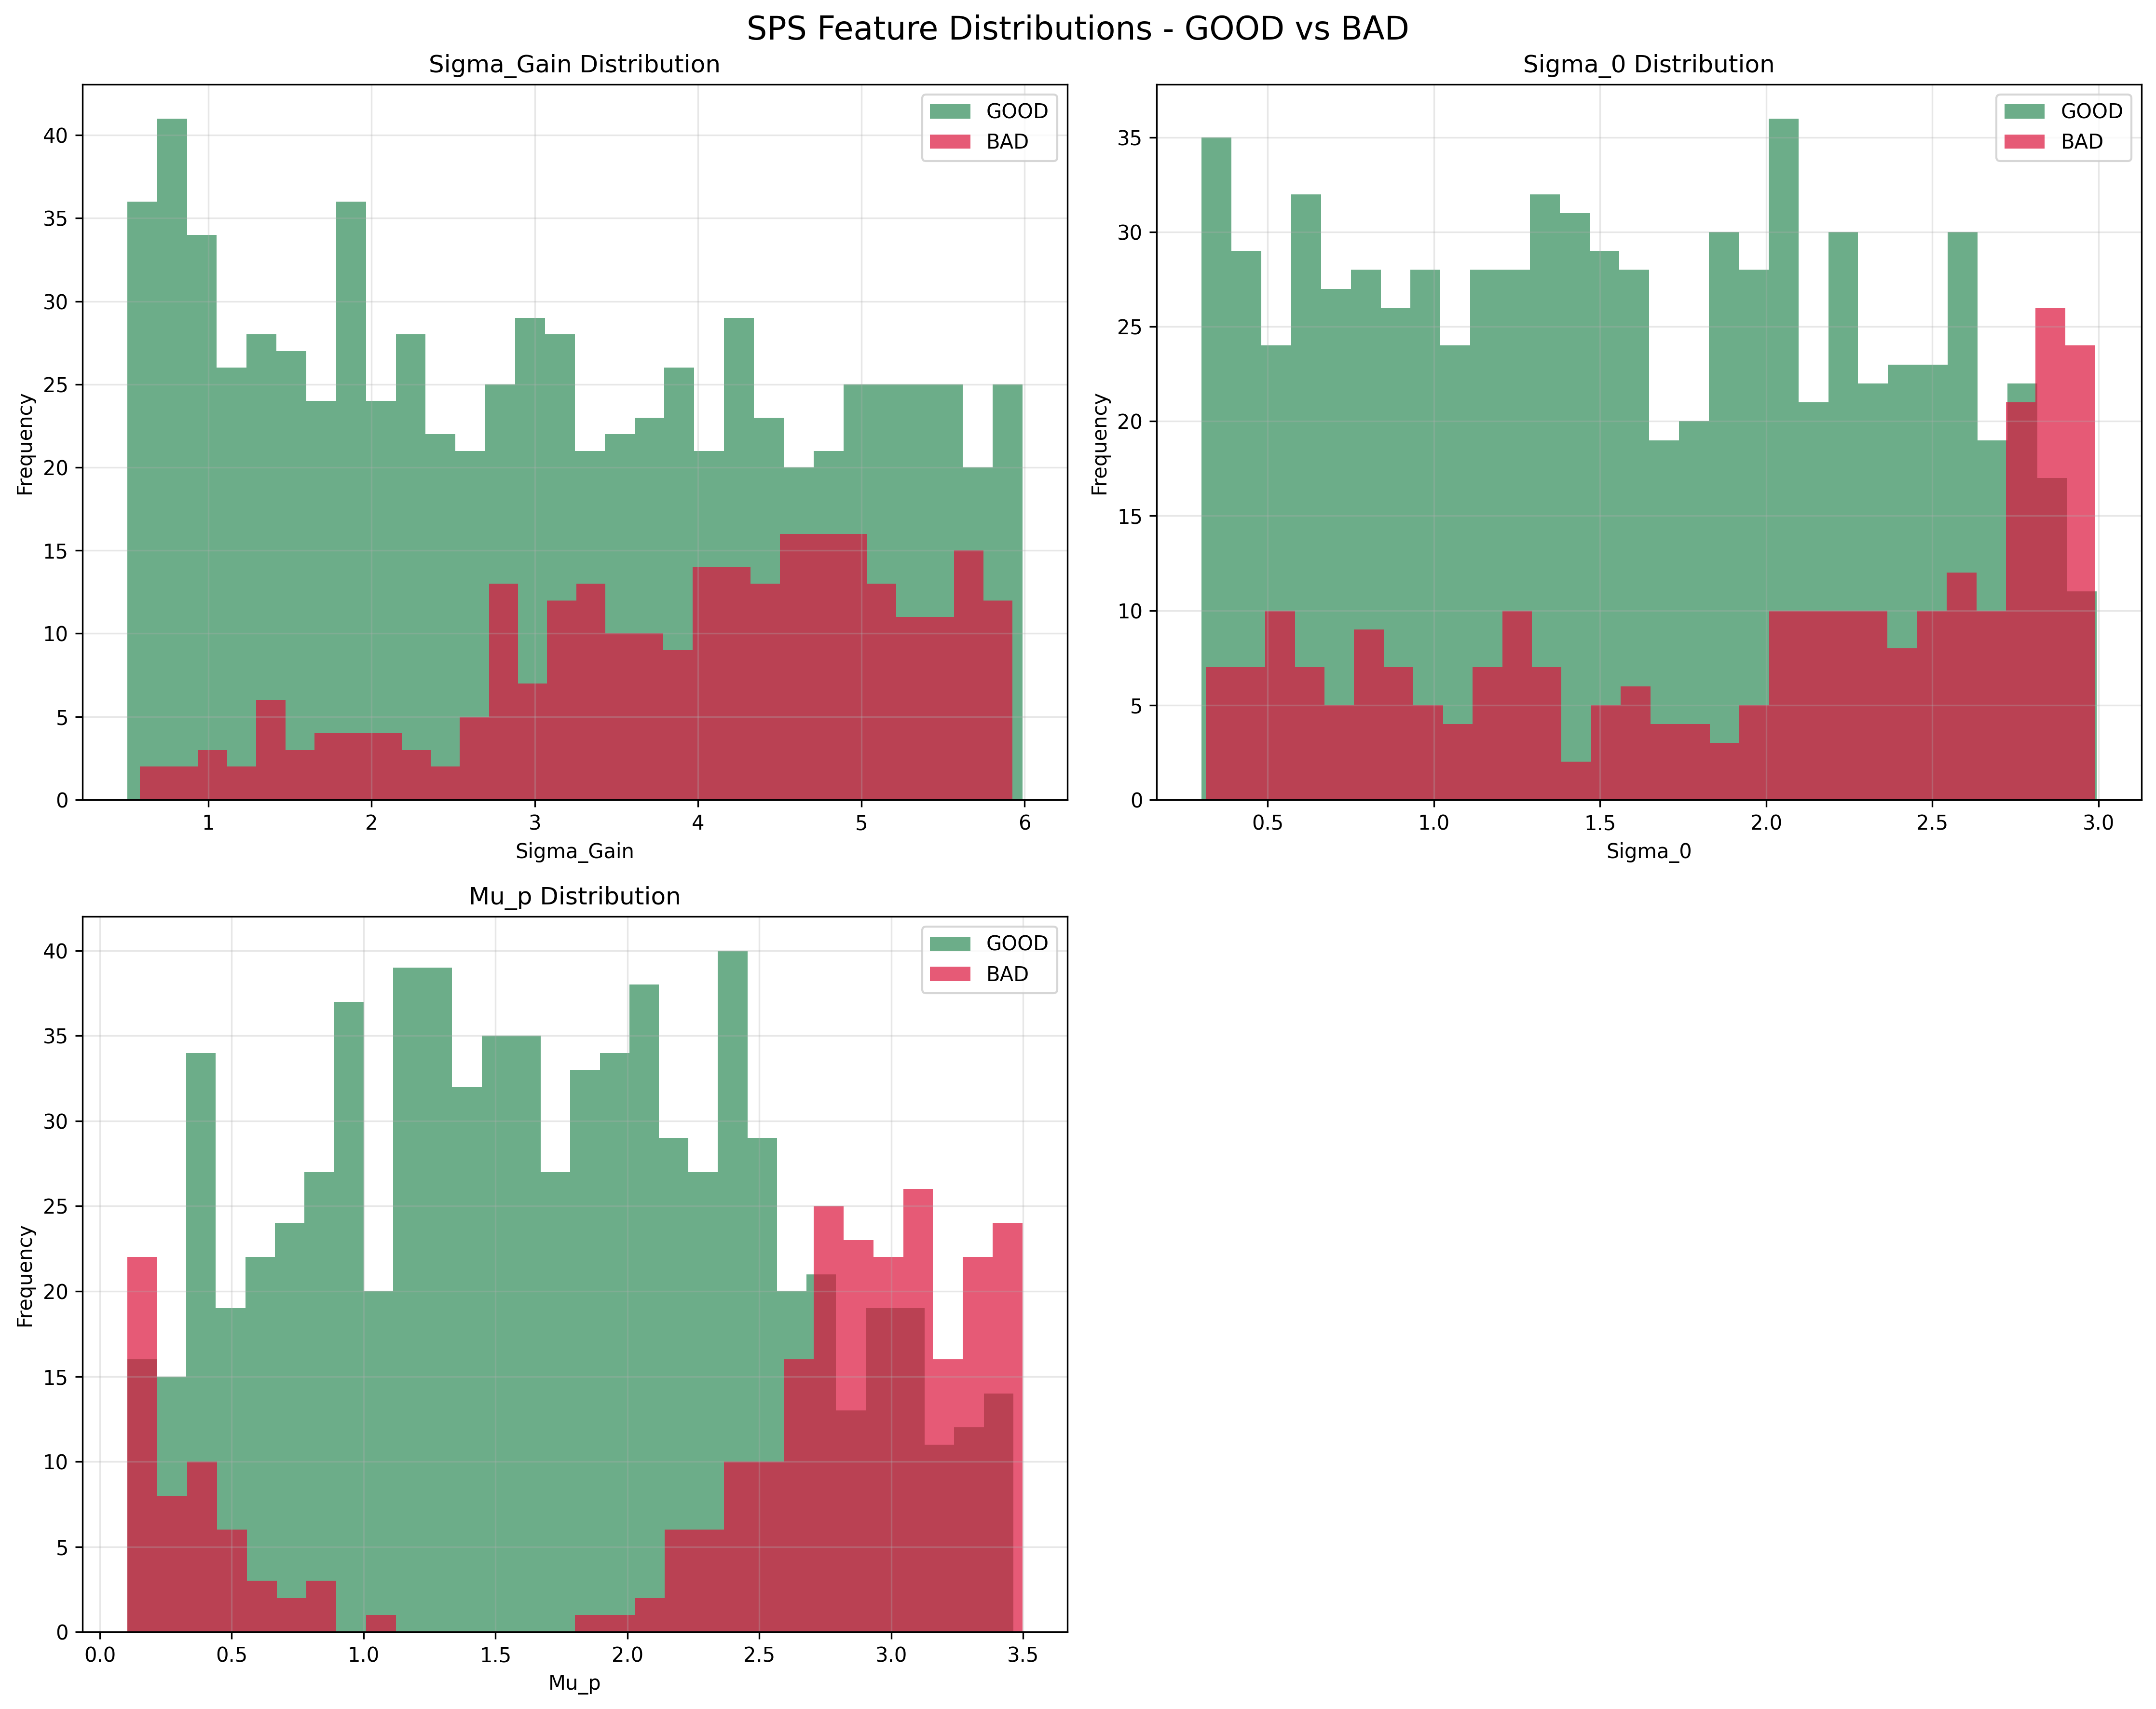 SPS Feature Distributions - GOOD vs BAD
Sigma_Gain Distribution
GOOD
BAD
Frequency
40
35
30
25
20
15
10
5
0
1 2 3 4 5 6
Sigma_Gain
Sigma_0 Distribution
GOOD
BAD
Frequency
35
30
25
20
15
10
5
0
0.5 1.0 1.5 2.0 2.5 3.0
Sigma_0
Mu_p Distribution
GOOD
BAD
Frequency
40
35
30
25
20
15
10
5
0
0.0 0.5 1.0 1.5 2.0 2.5 3.0 3.5
Mu_p